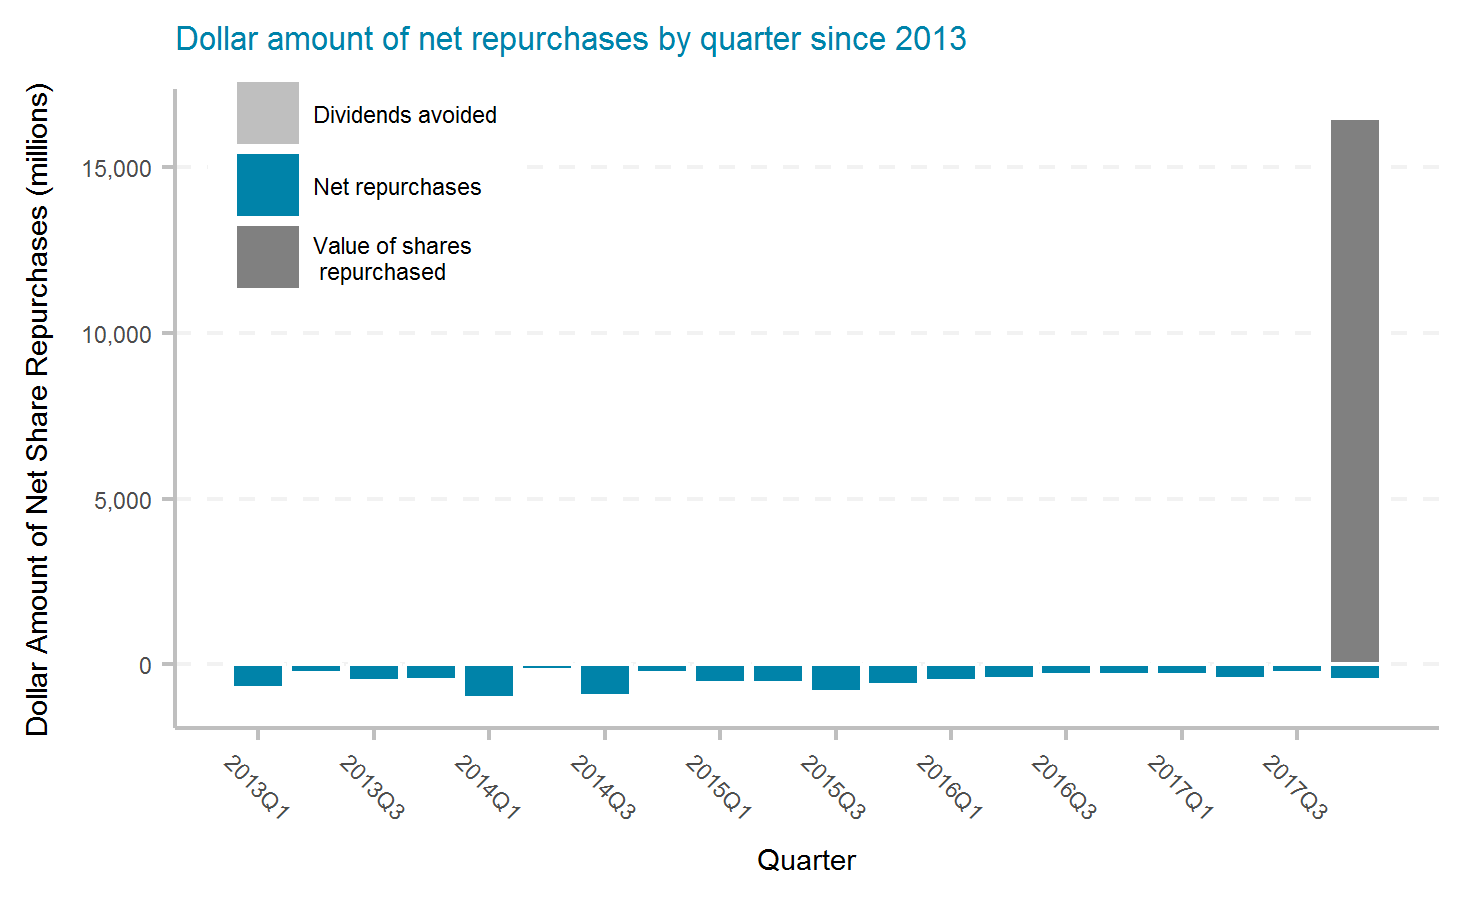 Dollar amount of net repurchases by quarter since 2013
Dollar Amount of Net Share Repurchases (millions)
Dividends avoided
Net repurchases
Value of shares
repurchased
15,000
10,000
5,000
0
2013Q1
2013Q3
2014Q1
2014Q3
2015Q1
2015Q3
2016Q1
2016Q3
2017Q1
2017Q3
Quarter